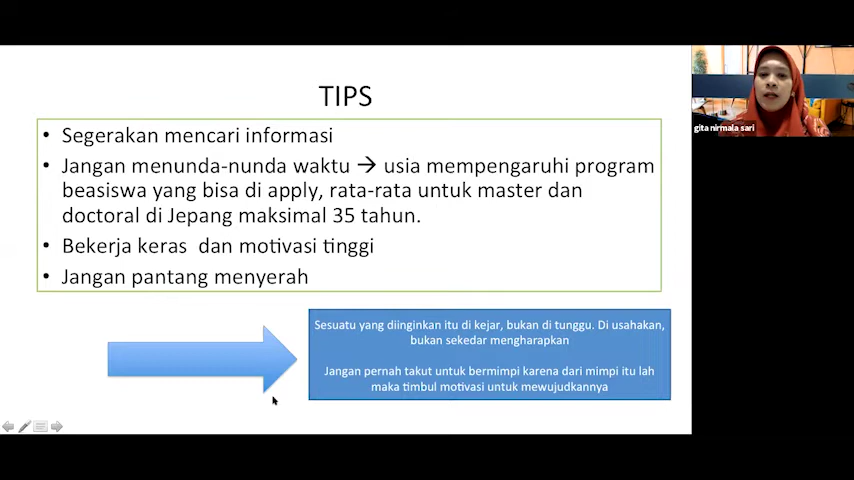 TIPS
• Segerakan mencari informasi
• Jangan menunda-nunda waktu → usia mempengaruhi program
beasiswa yang bisa di apply, rata-rata untuk master dan
doctoral di Jepang maksimal 35 tahun.
• Bekerja keras dan motivasi tinggi
• Jangan pantang menyerah
Sesuatu yang diinginkan itu di kejar, bukan di tunggu. Di usahakan,
bukan sekedar mengharapkan
Jangan pernah takut untuk bermimpi karena dari mimpi itu lah
maka timbul motivasi untuk mewujudkannya
gita nirmala sari